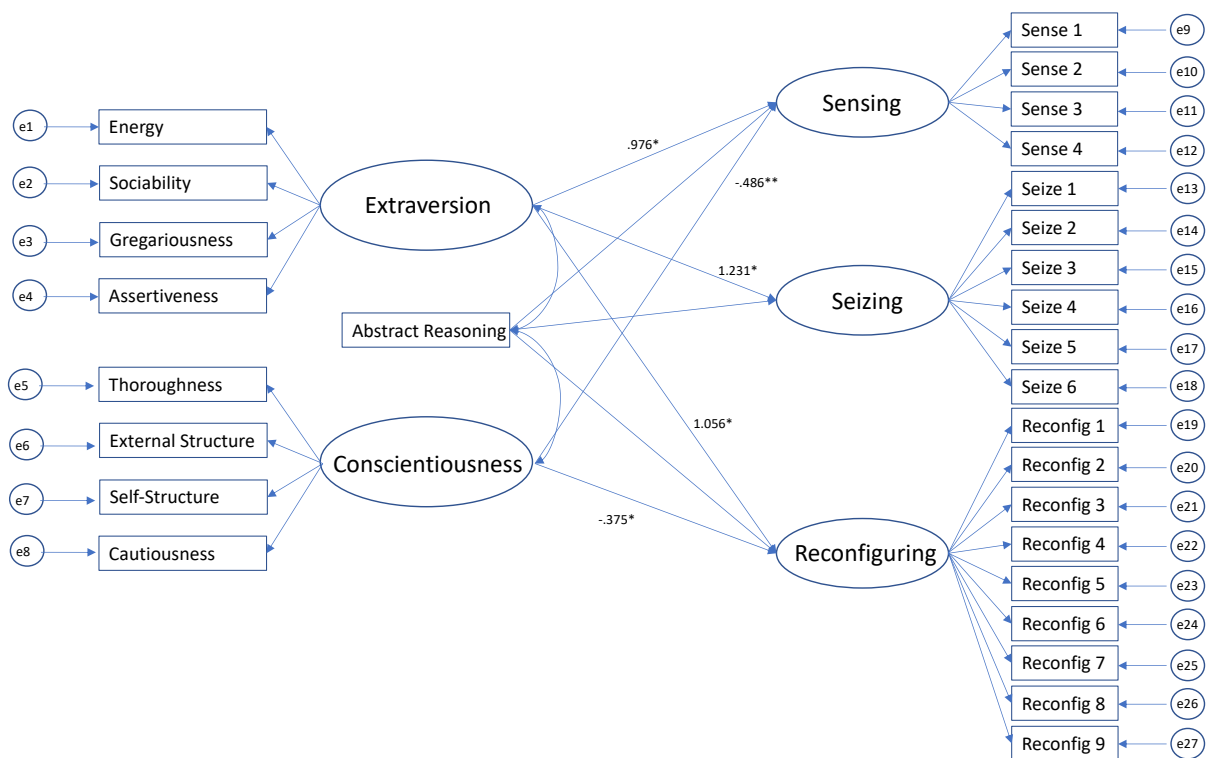 e1
Energy
e2
Sociability
e3
Gregariousness
e4
Assertiveness
Extraversion
Abstract Reasoning
e5
Thoroughness
e6
External Structure
e7
Self-Structure
e8
Cautiousness
Conscientiousness
.976*
-.486**
1.231*
1.056*
-.375*
Sensing
Seizing
Reconfiguring
Sense 1
e9
Sense 2
e10
Sense 3
e11
Sense 4
e12
Seize 1
e13
Seize 2
e14
Seize 3
e15
Seize 4
e16
Seize 5
e17
Seize 6
e18
Reconfig 1
e19
Reconfig 2
e20
Reconfig 3
e21
Reconfig 4
e22
Reconfig 5
e23
Reconfig 6
e24
Reconfig 7
e25
Reconfig 8
e26
Reconfig 9
e27